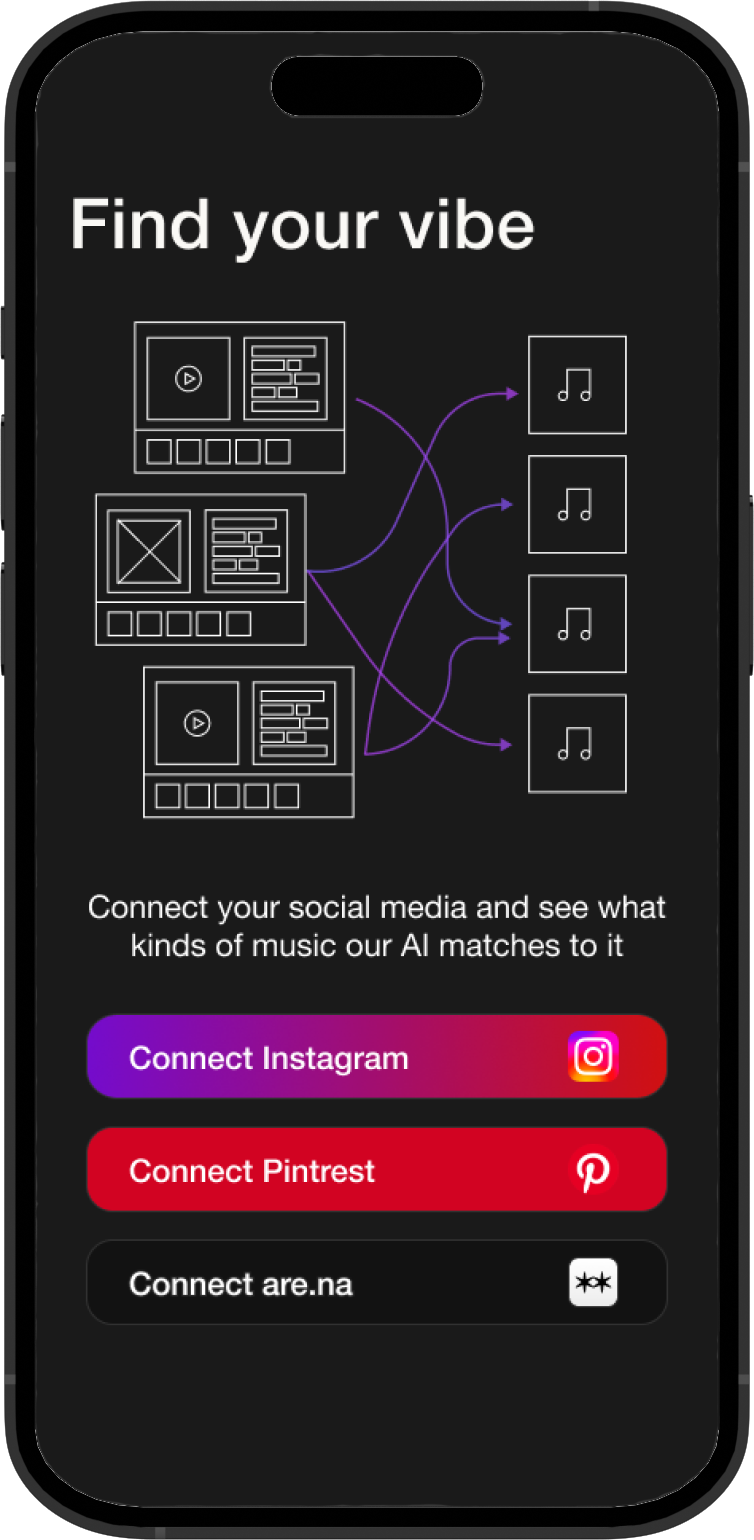 Find your vibe
Connect your social media and see what
kinds of music our AI matches to it
Connect Instagram
Connect Pintrest
Connect are.na